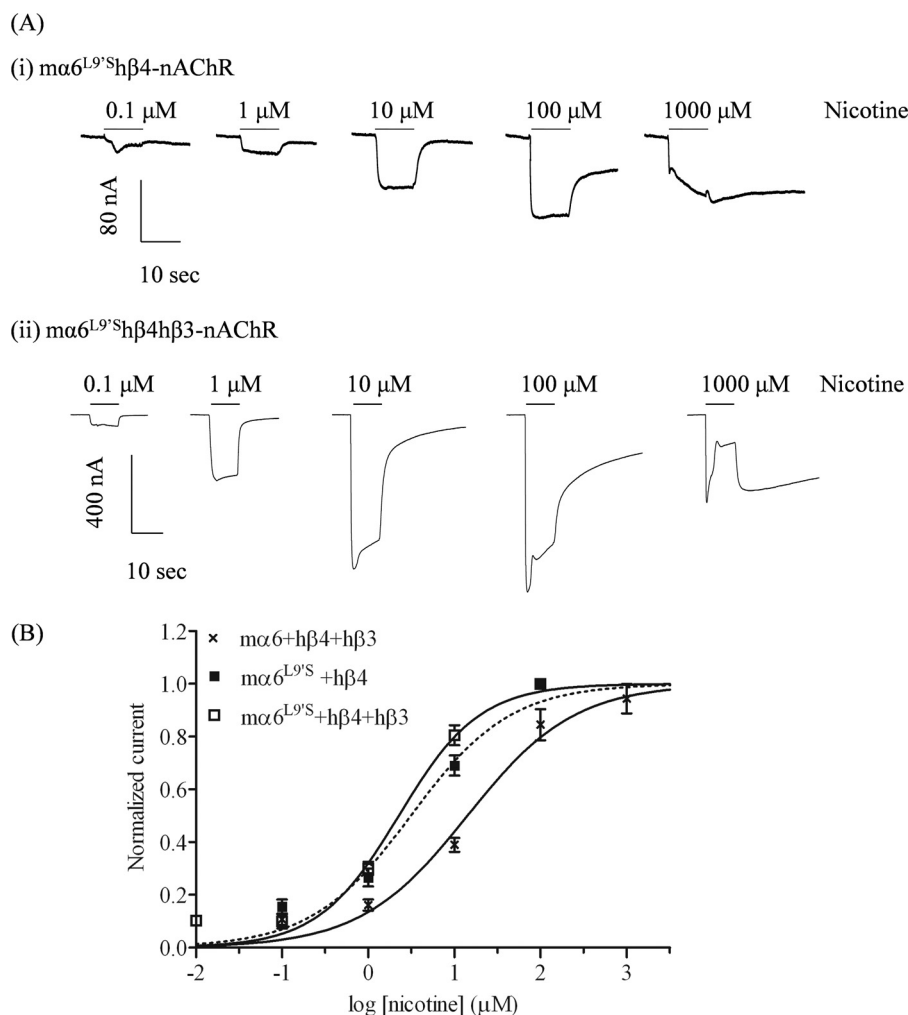 (A)
(i) mα6L9'Shβ4-nAChR
0.1 μM 1 μM 10 μM 100 μM 1000 μM Nicotine
80 nA
10 sec
(ii) mα6L9'Shβ4hβ3-nAChR
0.1 μM 1 μM 10 μM 100 μM 1000 μM Nicotine
400 nA
10 sec
(B)
mα6+hβ4+hβ3
mα6L9'S +hβ4
mα6L9'S+hβ4+hβ3
Normalized current
1.2
1.0
0.8
0.6
0.4
0.2
0.0
-2 -1 0 1 2 3
log [nicotine] (μM)